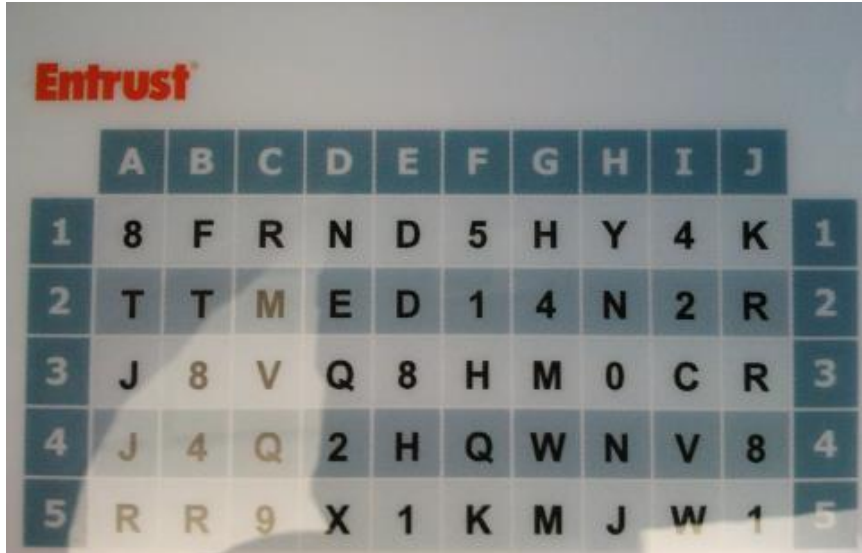 Entrust
A B C D E F G H I J
1 8 F R N D 5 H Y 4 K 1
2 T T M E D 1 4 N 2 R 2
3 J 8 V Q 8 H M 0 C R 3
4 J 4 Q 2 H Q W N V 8 4
5 R R 9 X 1 K M J W 1 5